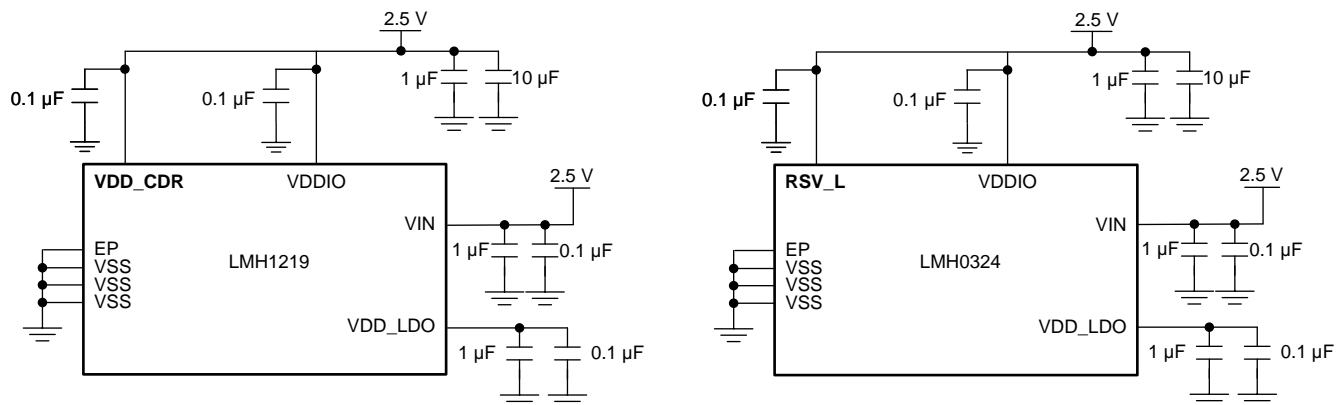 2.5 V
1 µF
10 µF
0.1 µF
0.1 µF
VDD_CDR
VDDIO
2.5 V
VIN
EP
VSS
VSS
VSS
LMH1219
1 µF
0.1 µF
VDD_LDO
1 µF
0.1 µF
2.5 V
1 µF
10 µF
0.1 µF
0.1 µF
RSV_L
VDDIO
2.5 V
VIN
EP
VSS
VSS
VSS
LMH0324
1 µF
0.1 µF
VDD_LDO
1 µF
0.1 µF